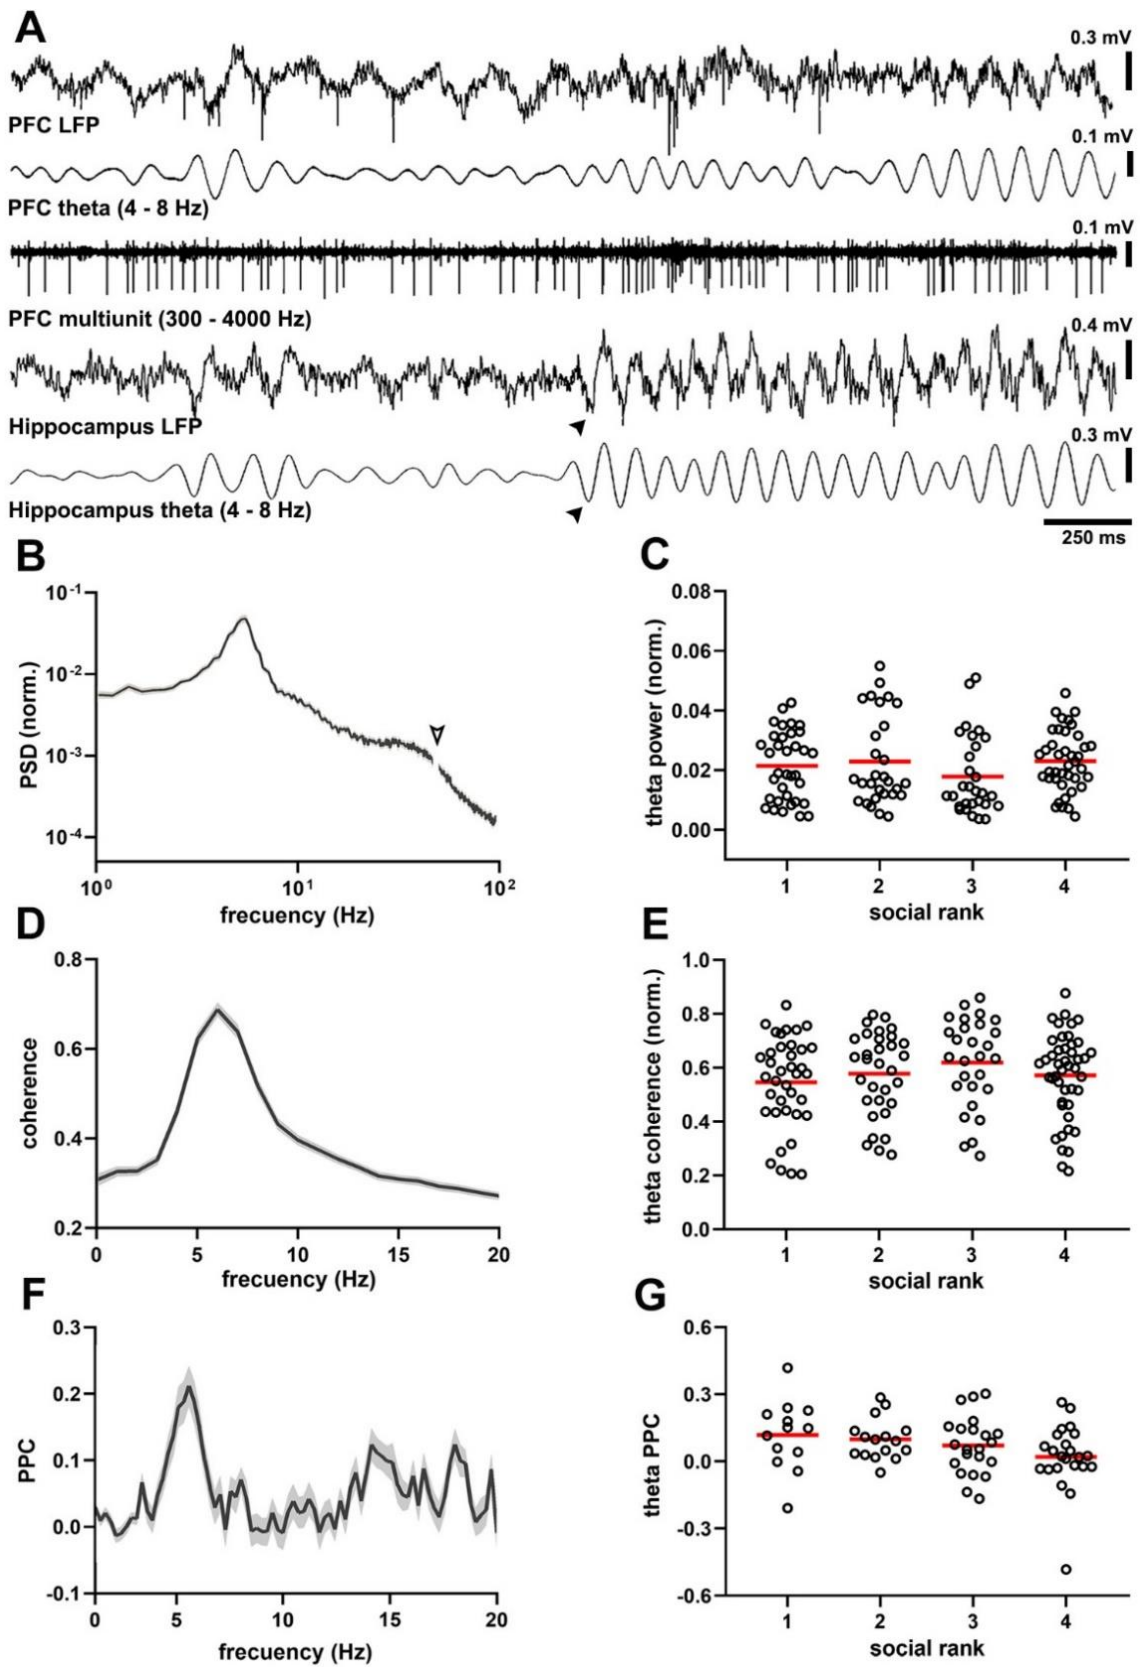 A
0.3 mV
PFC LFP
0.1 mV
PFC theta (4 - 8 Hz)
0.1 mV
PFC multiunit (300 - 4000 Hz)
0.4 mV
Hippocampus LFP
0.3 mV
Hippocampus theta (4 - 8 Hz)
250 ms
B
10⁻¹
10⁻²
10⁻³
10⁻⁴
PSD (norm.)
10⁰ 10¹ 10²
frecuency (Hz)
C
0.08
0.06
0.04
0.02
0.00
theta power (norm.)
1 2 3 4
social rank
D
0.8
0.6
0.4
0.2
coherence
0 5 10 15 20
frecuency (Hz)
E
1.0
0.8
0.6
0.4
0.2
0.0
theta coherence (norm.)
1 2 3 4
social rank
F
0.3
0.2
0.1
0.0
-0.1
PPC
0 5 10 15 20
frecuency (Hz)
G
0.6
0.3
0.0
-0.3
-0.6
theta PPC
1 2 3 4
social rank